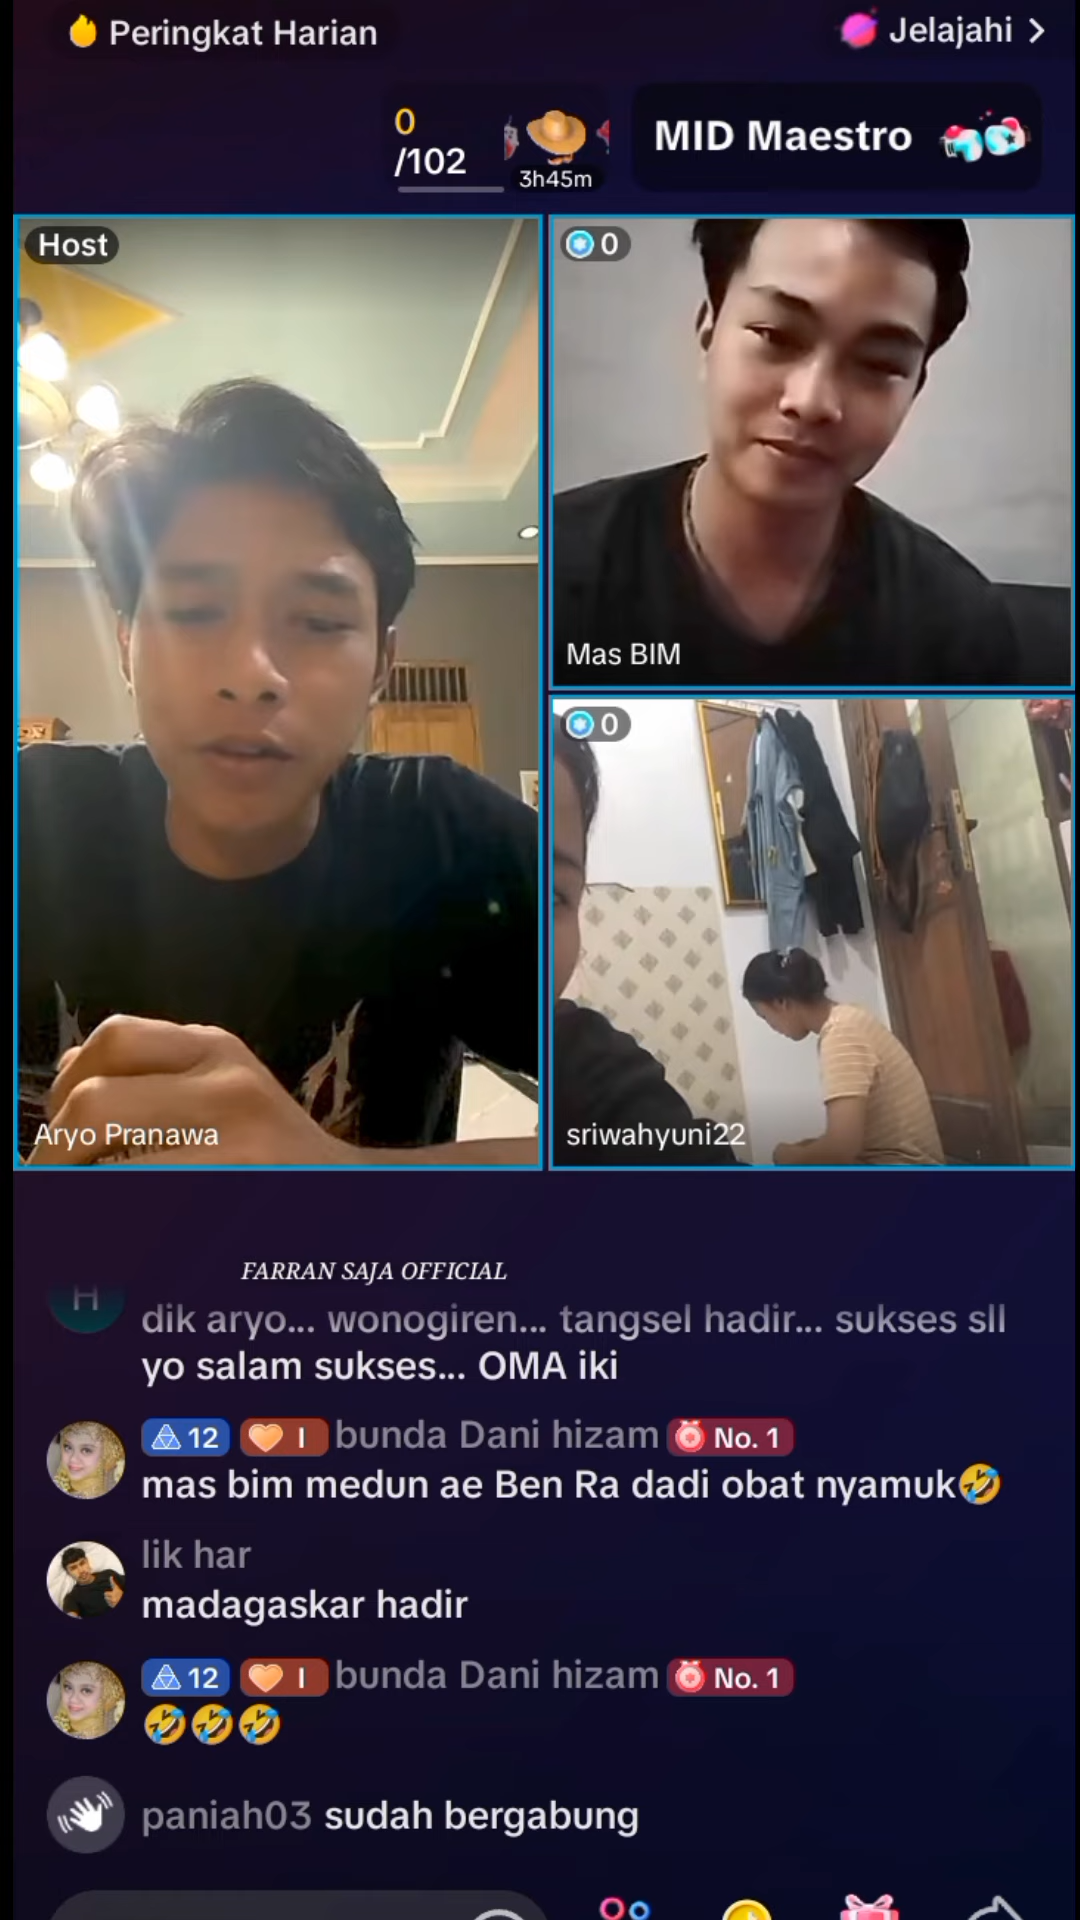 Peringkat Harian
Jelajahi >
0
/102
3h45m
MID Maestro
Host
0
Mas BIM
0
Aryo Pranawa
sriwahyuni22
FARRAN SAJA OFFICIAL
H
dik aryo... wonogiren... tangsel hadir... sukses sll
yo salam sukses... OMA iki
12 I bunda Dani hizam No. 1
mas bim medun ae Ben Ra dadi obat nyamuk🤣
lik har
madagaskar hadir
12 I bunda Dani hizam No. 1
🤣🤣🤣
paniah03 sudah bergabung